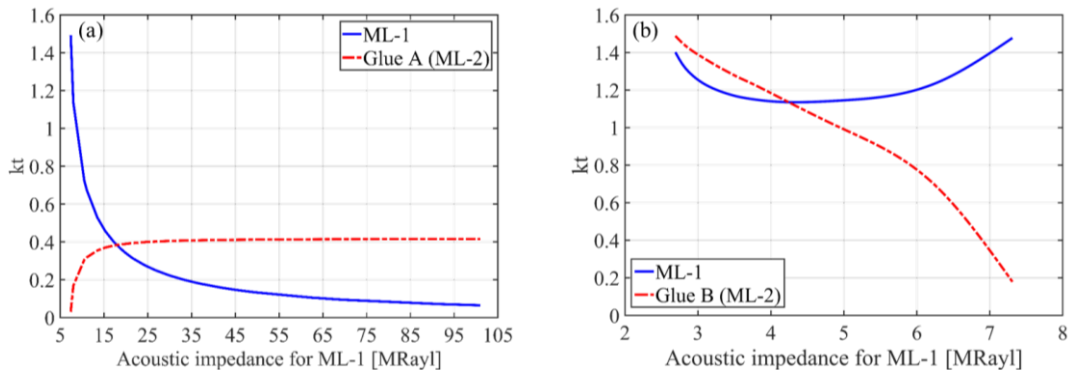 (a)
ML-1
Glue A (ML-2)
kt
1.6
1.4
1.2
1
0.8
0.6
0.4
0.2
0
5 15 25 35 45 55 65 75 85 95 105
Acoustic impedance for ML-1 [MRayl]
(b)
kt
1.6
1.4
1.2
1
0.8
0.6
0.4
0.2
0
ML-1
Glue B (ML-2)
2 3 4 5 6 7 8
Acoustic impedance for ML-1 [MRayl]